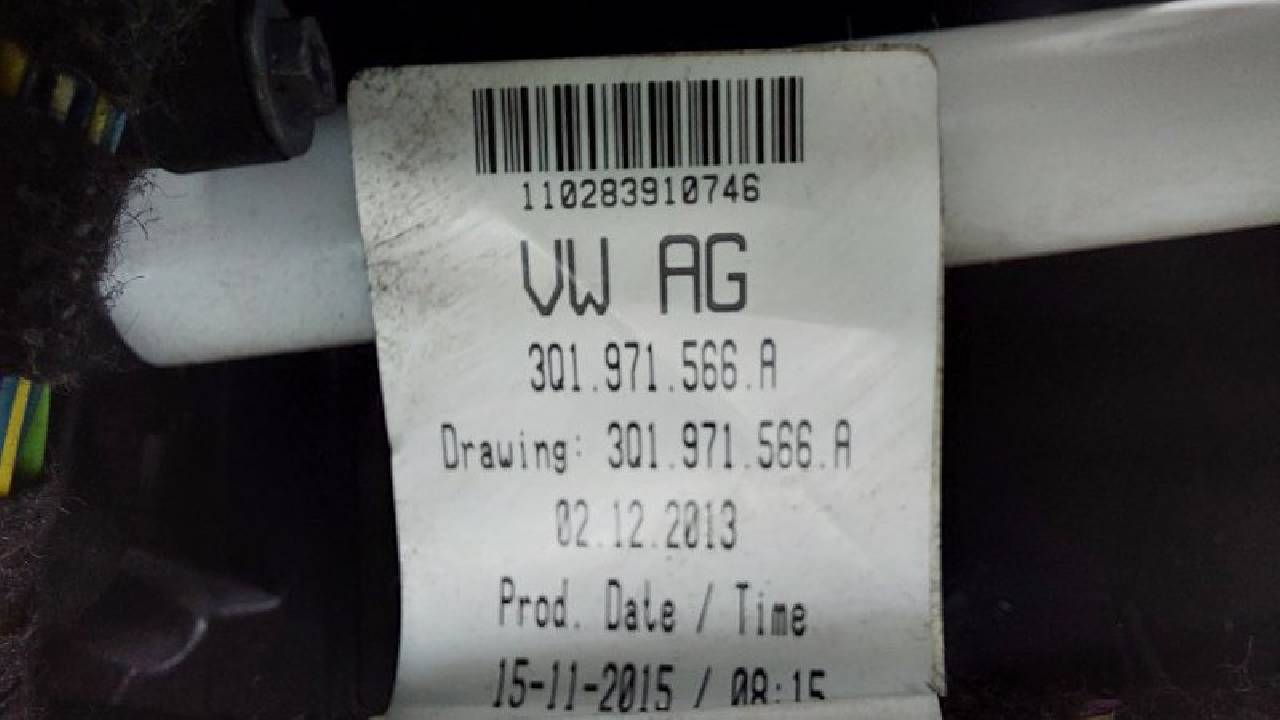 110283910746
VW AG
3Q1.971.566.A
Drawing: 3Q1.971.566.A
02.12.2013
Prod. Date / Time
15-11-2015 / 08:15